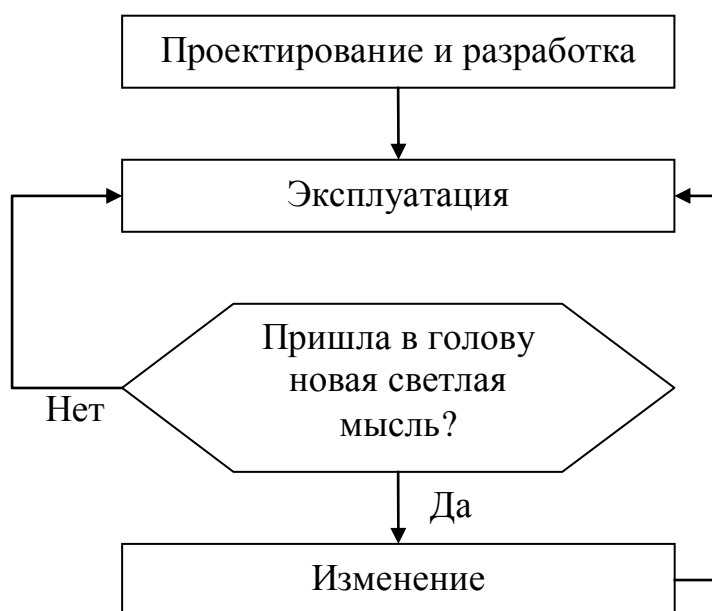 Проектирование и разработка
Эксплуатация
Пришла в голову
новая светлая
мысль?
Нет
Да
Изменение